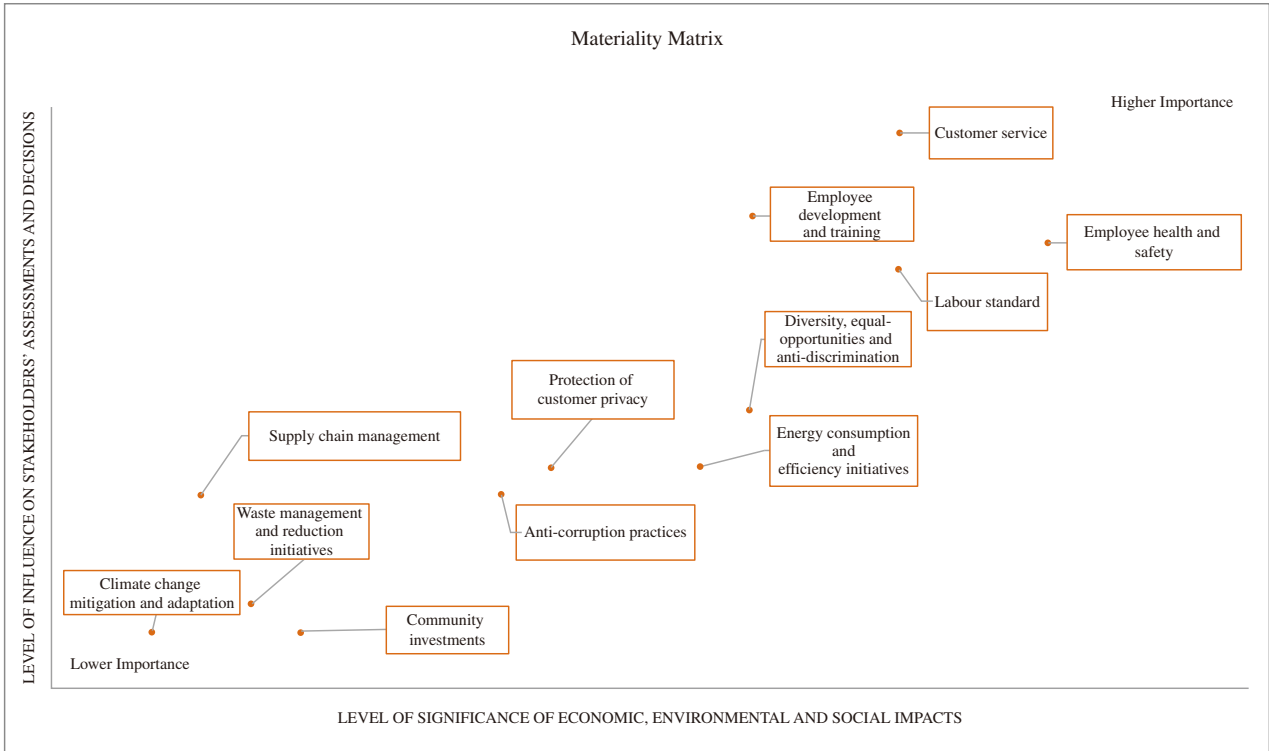 Materiality Matrix
LEVEL OF INFLUENCE ON STAKEHOLDERS’ ASSESSMENTS AND DECISIONS
Higher Importance
Customer service
Employee
development
and training
Employee health and
safety
Labour standard
Diversity, equal-
opportunities and
anti-discrimination
Protection of
customer privacy
Supply chain management
Energy consumption
and
efficiency initiatives
Waste management
and reduction
initiatives
Anti-corruption practices
Climate change
mitigation and adaptation
Community
investments
Lower Importance
LEVEL OF SIGNIFICANCE OF ECONOMIC, ENVIRONMENTAL AND SOCIAL IMPACTS